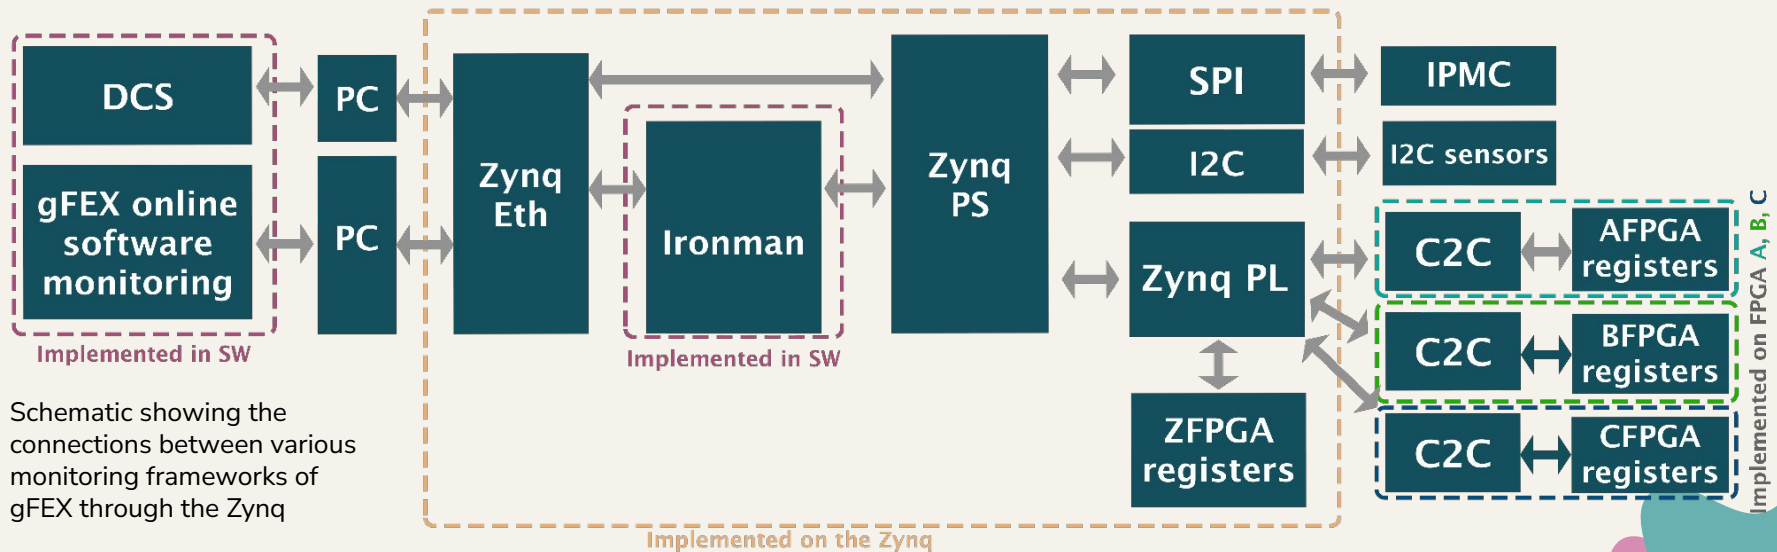 DCS
gFEX online
software
monitoring
Implemented in SW
PC
PC
Zynq
Eth
Ironman
Implemented in SW
Zynq
PS
SPI
I2C
Zynq PL
ZFPGA
registers
Implemented on the Zynq
IPMC
I2C sensors
C2C
AFPGA
registers
C2C
BFPGA
registers
C2C
CFPGA
registers
Implemented on FPGA A, B, C
Schematic showing the
connections between various
monitoring frameworks of
gFEX through the Zynq